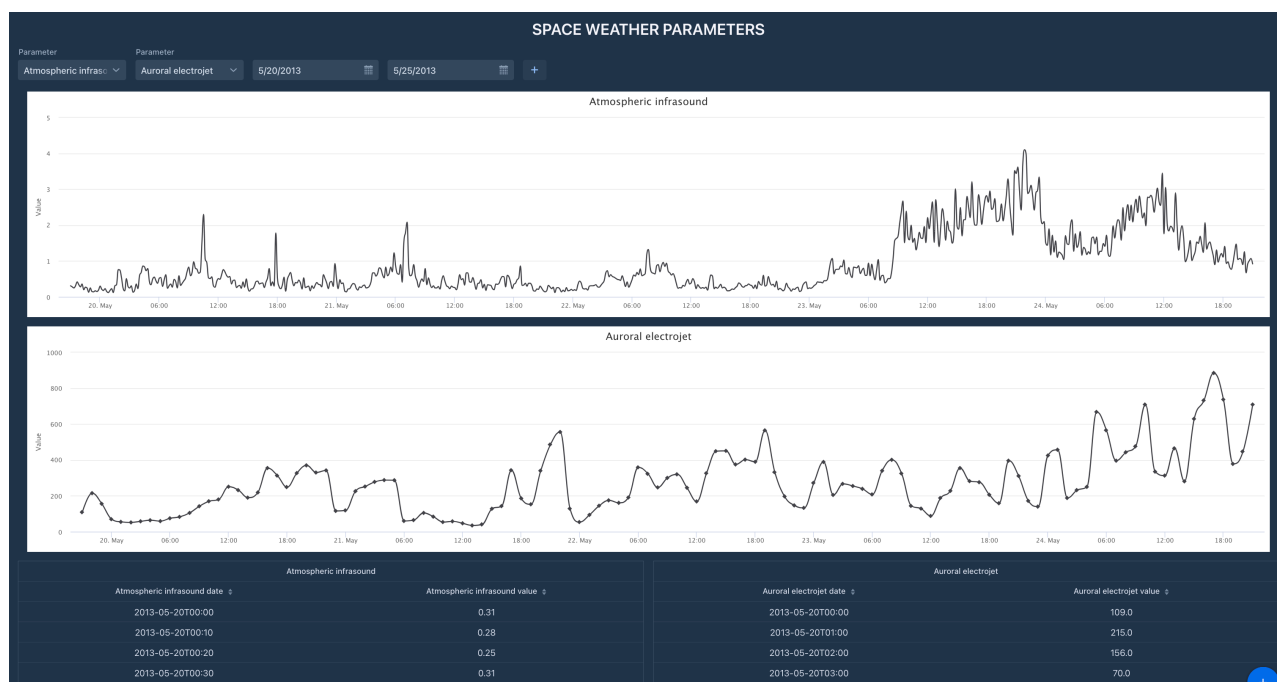 SPACE WEATHER PARAMETERS
Parameter Parameter
Atmospheric infrasc Auroral electrojet 5/20/2013 5/25/2013 +
Atmospheric infrasound
5
4
3
2
1
0
Value
20. May 06:00 12:00 18:00 21. May 06:00 12:00 18:00 22. May 06:00 12:00 18:00 23. May 06:00 12:00 18:00 24. May 06:00 12:00 18:00
Auroral electrojet
1000
800
600
400
200
0
Value
20. May 06:00 12:00 18:00 21. May 06:00 12:00 18:00 22. May 06:00 12:00 18:00 23. May 06:00 12:00 18:00 24. May 06:00 12:00 18:00
Atmospheric infrasound Auroral electrojet
Atmospheric infrasound date Atmospheric infrasound value Auroral electrojet date Auroral electrojet value
2013-05-20T00:00 0.31 2013-05-20T00:00 109.0
2013-05-20T00:10 0.28 2013-05-20T01:00 215.0
2013-05-20T00:20 0.25 2013-05-20T02:00 156.0
2013-05-20T00:30 0.31 2013-05-20T03:00 70.0